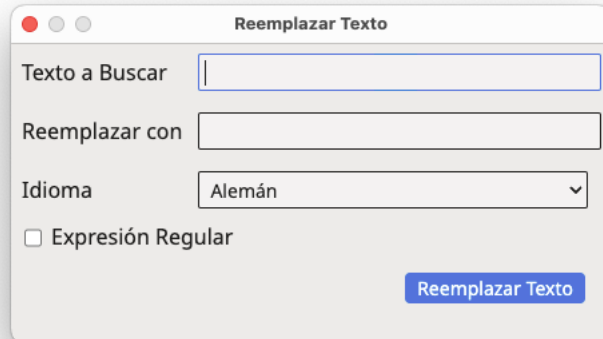 Reemplazar Texto
Texto a Buscar
Reemplazar con
Idioma Alemán
Expresión Regular
Reemplazar Texto